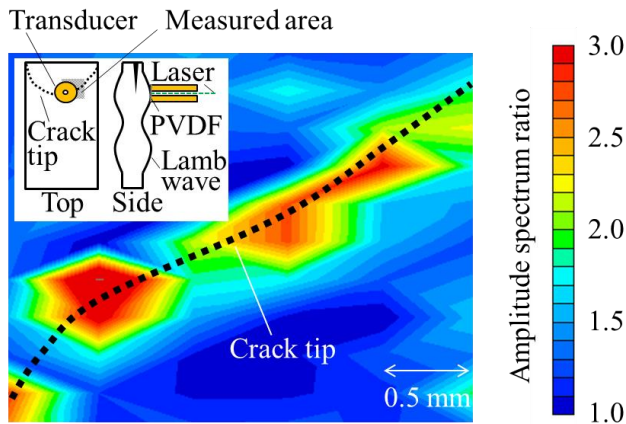 Transducer
Measured area
Laser
Crack
tip
PVDF
Lamb
wave
Top
Side
Crack tip
0.5 mm
Amplitude spectrum ratio
3.0
2.5
2.0
1.5
1.0